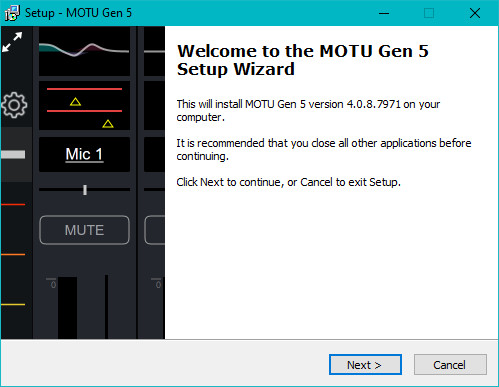 Setup - MOTU Gen 5
Welcome to the MOTU Gen 5
Setup Wizard
This will install MOTU Gen 5 version 4.0.8.7971 on your
computer.
It is recommended that you close all other applications before
continuing.
Click Next to continue, or Cancel to exit Setup.
Mic 1
MUTE
0
0
Next >
Cancel